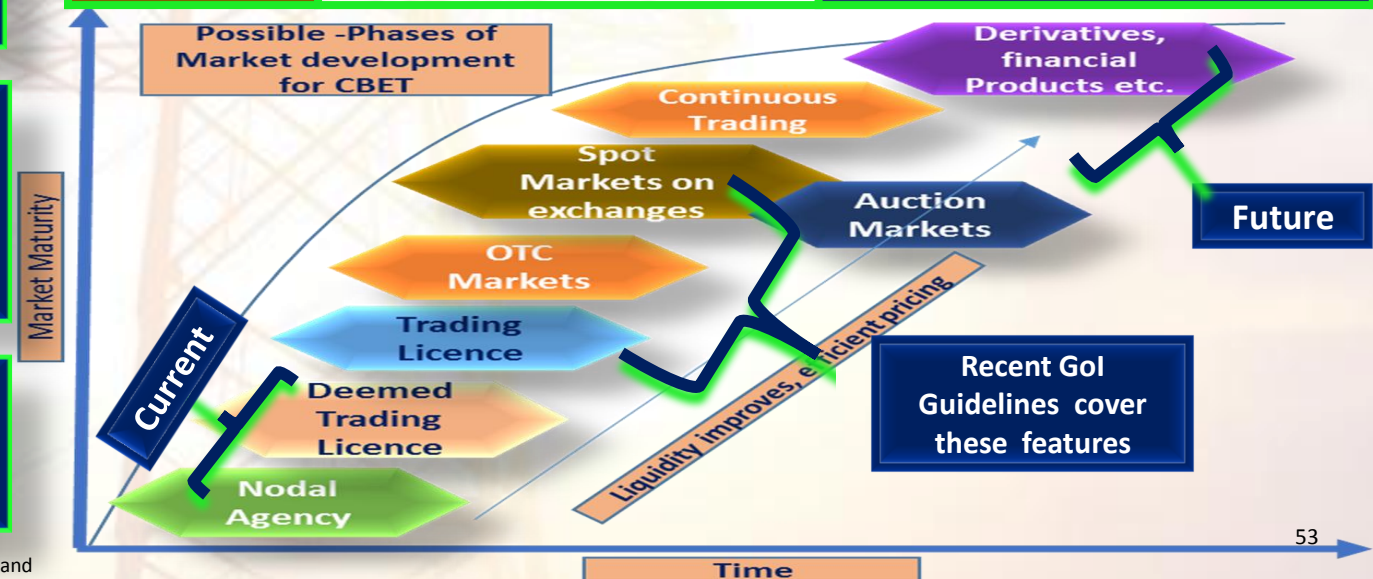 Possible -Phases of
Market development
for CBET
Derivatives,
financial
Products etc.
Continuous
Trading
Spot
Markets on
exchanges
Auction
Markets
Future
OTC
Markets
Market Maturity
Trading
Licence
Current
Liquidity improves, efficient pricing
Recent GoI
Guidelines cover
these features
Deemed
Trading
Licence
Nodal
Agency
53
and
Time